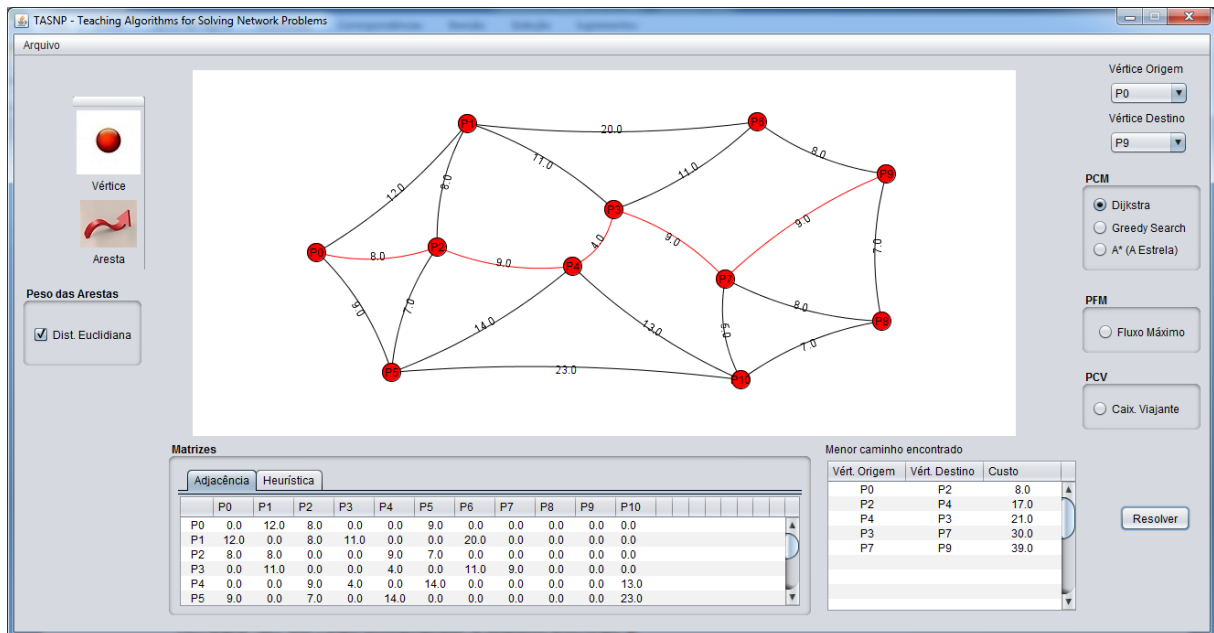 TASNP - Teaching Algorithms for Solving Network Problems
Arquivo
Vértice
Aresta
Peso das Arestas
Dist. Euclidiana
P1
20.0
P6
8.0
11.0
11.0
12.0
8.0
P9
P3
P0
8.0
P2
9.0
P4
4.0
9.0
9.0
7.0
P7
9.0
7.0
14.0
13.0
6.0
8.0
P8
7.0
P5
23.0
P10
Vértice Origem
P0
Vértice Destino
P9
PCM
Dijkstra
Greedy Search
A* (A Estrela)
PFM
Fluxo Máximo
PCV
Caix. Viajante
Resolver
Matrizes
Adjacência Heurística
P0 P1 P2 P3 P4 P5 P6 P7 P8 P9 P10
P0 0.0 12.0 8.0 0.0 0.0 9.0 0.0 0.0 0.0 0.0 0.0
P1 12.0 0.0 8.0 11.0 0.0 0.0 20.0 0.0 0.0 0.0 0.0
P2 8.0 8.0 0.0 0.0 9.0 7.0 0.0 0.0 0.0 0.0 0.0
P3 0.0 11.0 0.0 0.0 4.0 0.0 11.0 9.0 0.0 0.0 0.0
P4 0.0 0.0 9.0 4.0 0.0 14.0 0.0 0.0 0.0 0.0 13.0
P5 9.0 0.0 7.0 0.0 14.0 0.0 0.0 0.0 0.0 0.0 23.0
Menor caminho encontrado
Vért. Origem Vért. Destino Custo
P0 P2 8.0
P2 P4 17.0
P4 P3 21.0
P3 P7 30.0
P7 P9 39.0